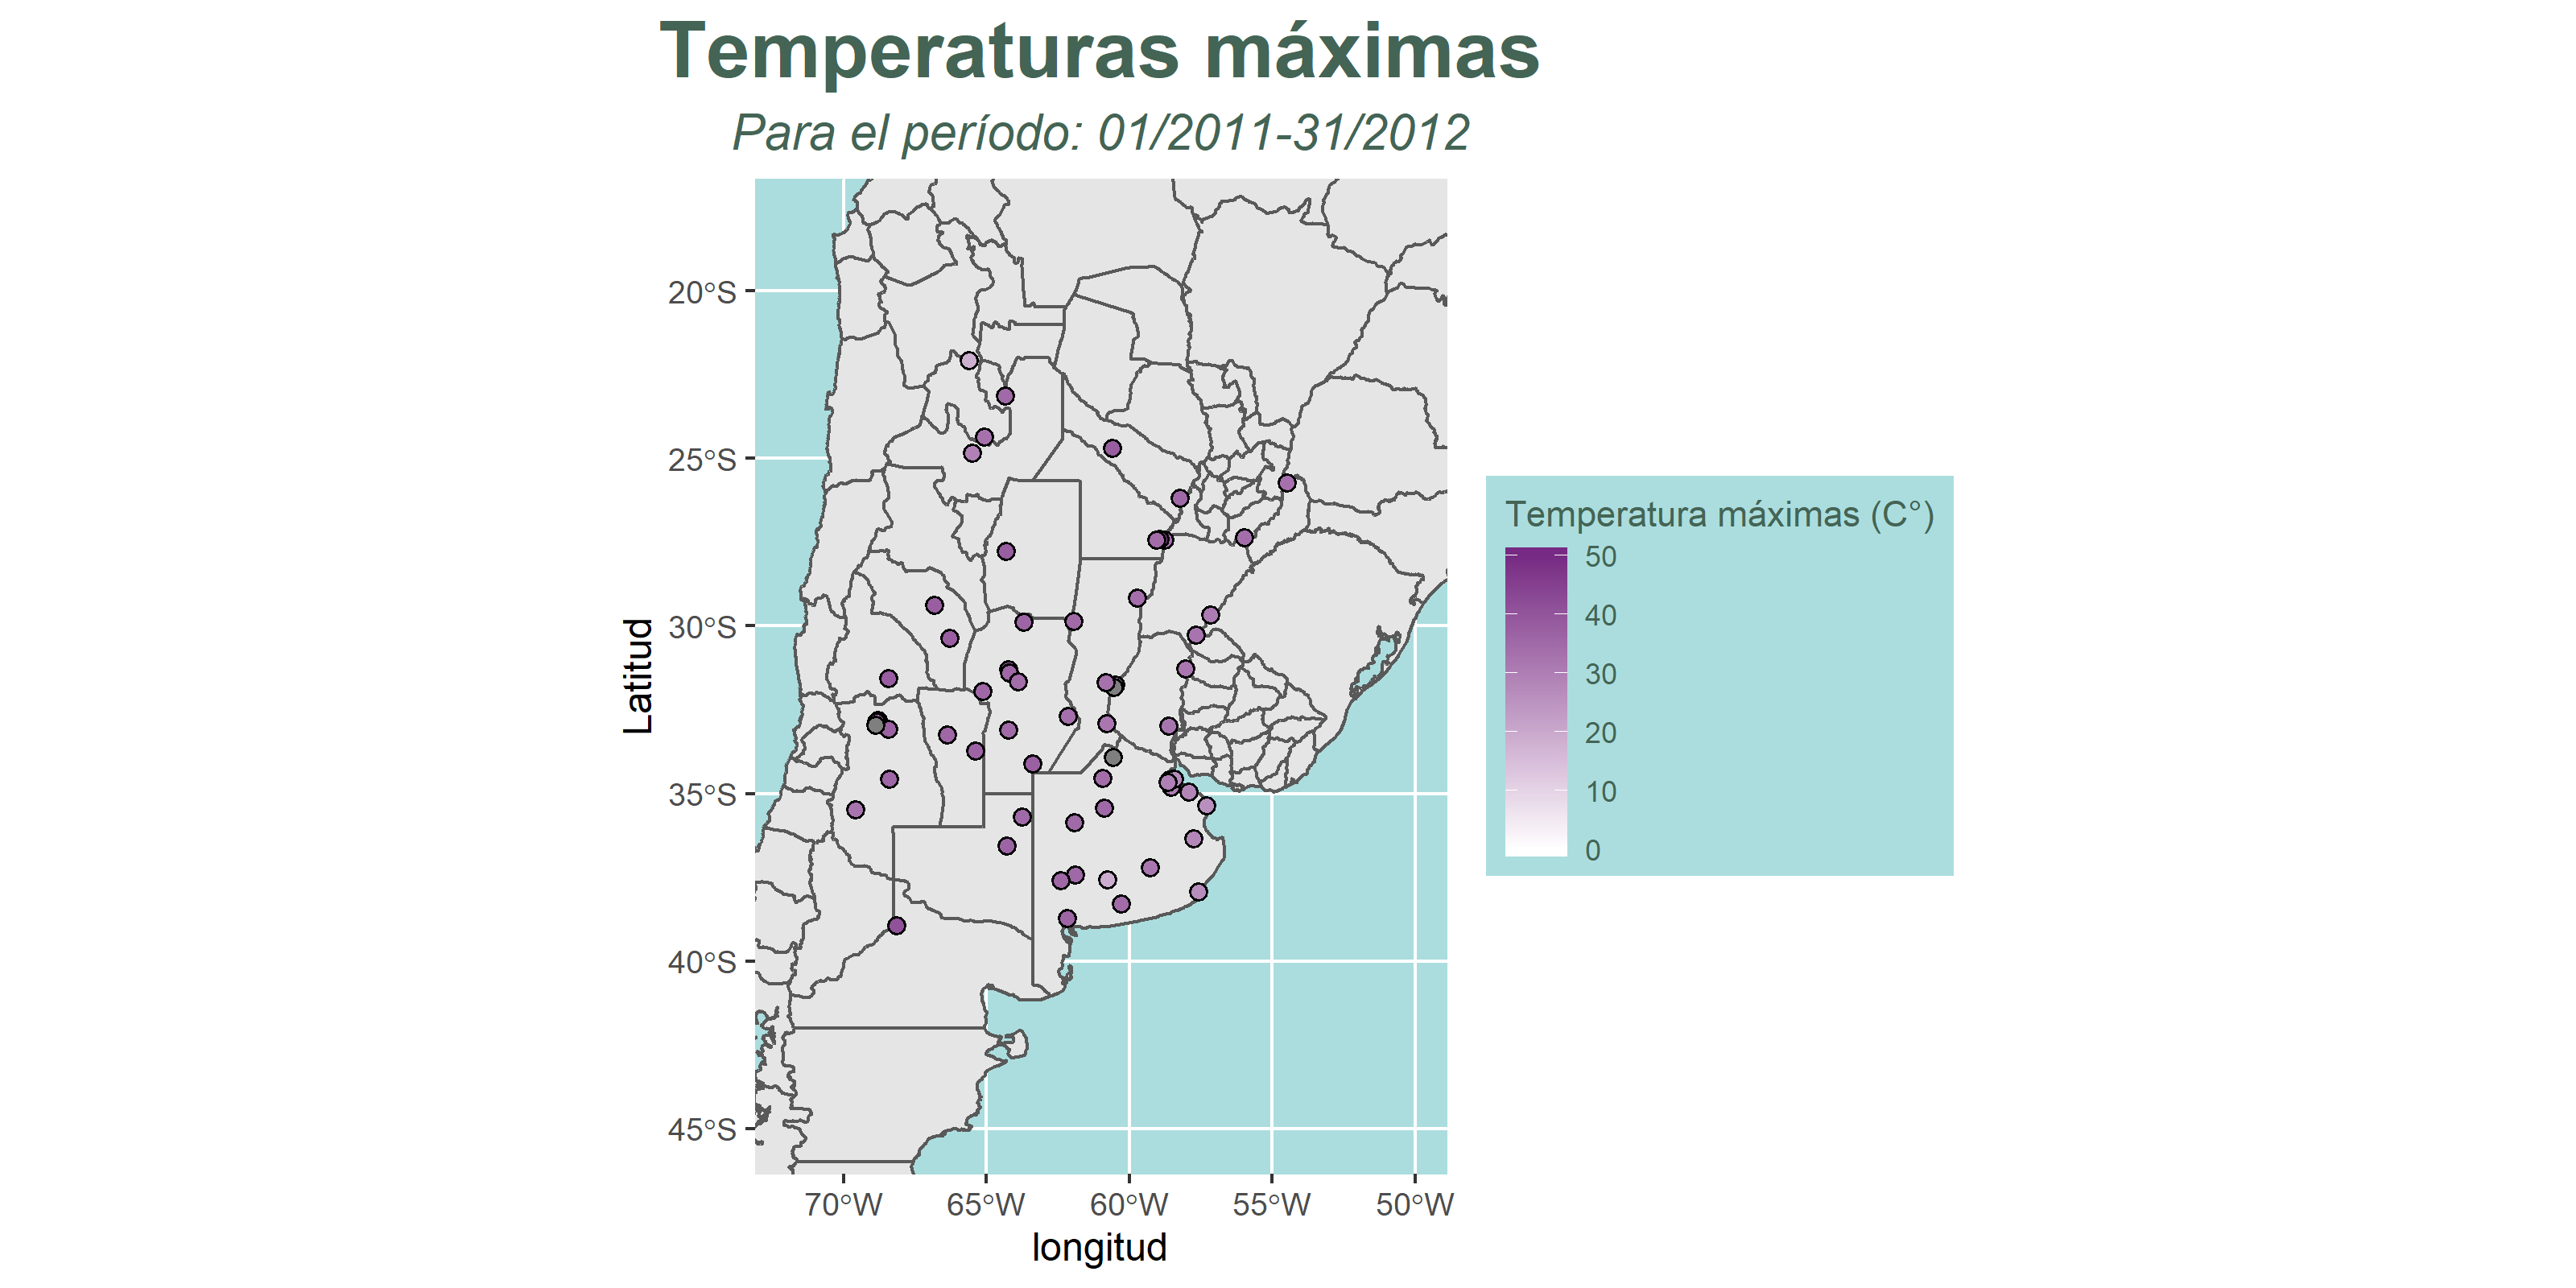 Temperaturas máximas
Para el período: 01/2011-31/2012
20°S
25°S
30°S
35°S
40°S
45°S
Latitud
70°W 65°W 60°W 55°W 50°W
longitud
Temperatura máximas (C°)
50
40
30
20
10
0